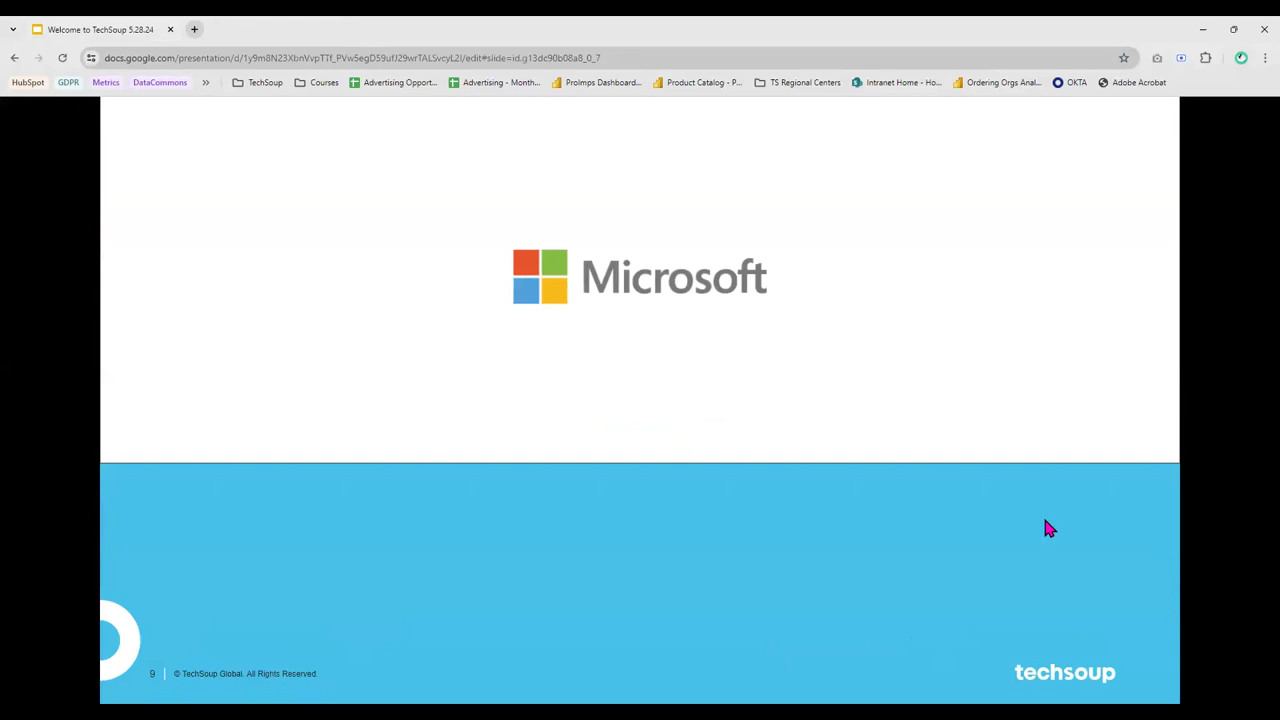 Welcome to TechSoup 5.28.24
docs.google.com/presentation/d/1y9m8N23XbnVvpTTf_PVw5egD59ufJ29wrTALSvcyL2I/edit#slide=id.g13dc90b08a8_0_7
HubSpot GDPR Metrics DataCommons » TechSoup Courses Advertising Opport... Advertising - Month... ProImps Dashboard... Product Catalog - P... TS Regional Centers Intranet Home - Ho... Ordering Orgs Anal... OKTA Adobe Acrobat
Microsoft
9 | © TechSoup Global. All Rights Reserved.
techsoup